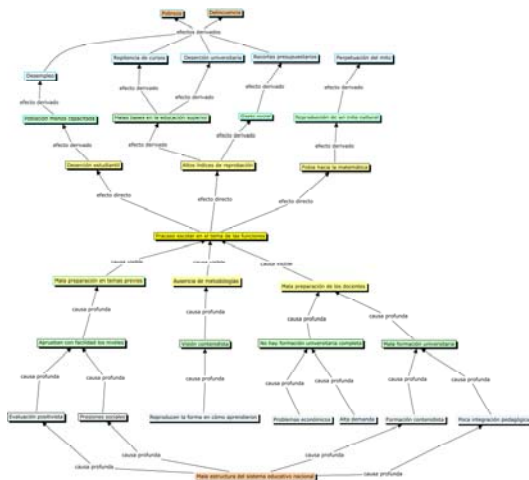 Pobreza
Delincuencia
efectos derivados
Desempleo
Repitencia de cursos
Deserción universitaria
Recortes presupuestarios
Perpetuación del mito
efecto derivado
efecto derivado
efecto derivado
efecto derivado
efecto derivado
Población menos capacitada
Malas bases en la educación superior
Reproducción de un mito cultural
efecto derivado
efecto derivado
efecto derivado
efecto derivado
Deserción estudiantil
Altos índices de reprobación
Fobia hacia la matemática
efecto directo
efecto directo
efecto directo
Fracaso escolar en el tema de las funciones
Mala preparación en temas previos
Ausencia de metodologías
Mala preparación de los docentes
causa profunda
causa profunda
causa profunda
causa profunda
Aprueban con facilidad los niveles
Visión contenidista
No hay formación universitaria completa
Mala formación universitaria
causa profunda
causa profunda
causa profunda
causa profunda
causa profunda
causa profunda
causa profunda
Evaluación positivista
Presiones sociales
Reproducen la forma en cómo aprendieron
Problemas económicos
Alta demanda
Formación contenidista
Poca integración pedagógica
causa profunda
causa profunda
causa profunda
causa profunda
Mala estructura del sistema educativo nacional